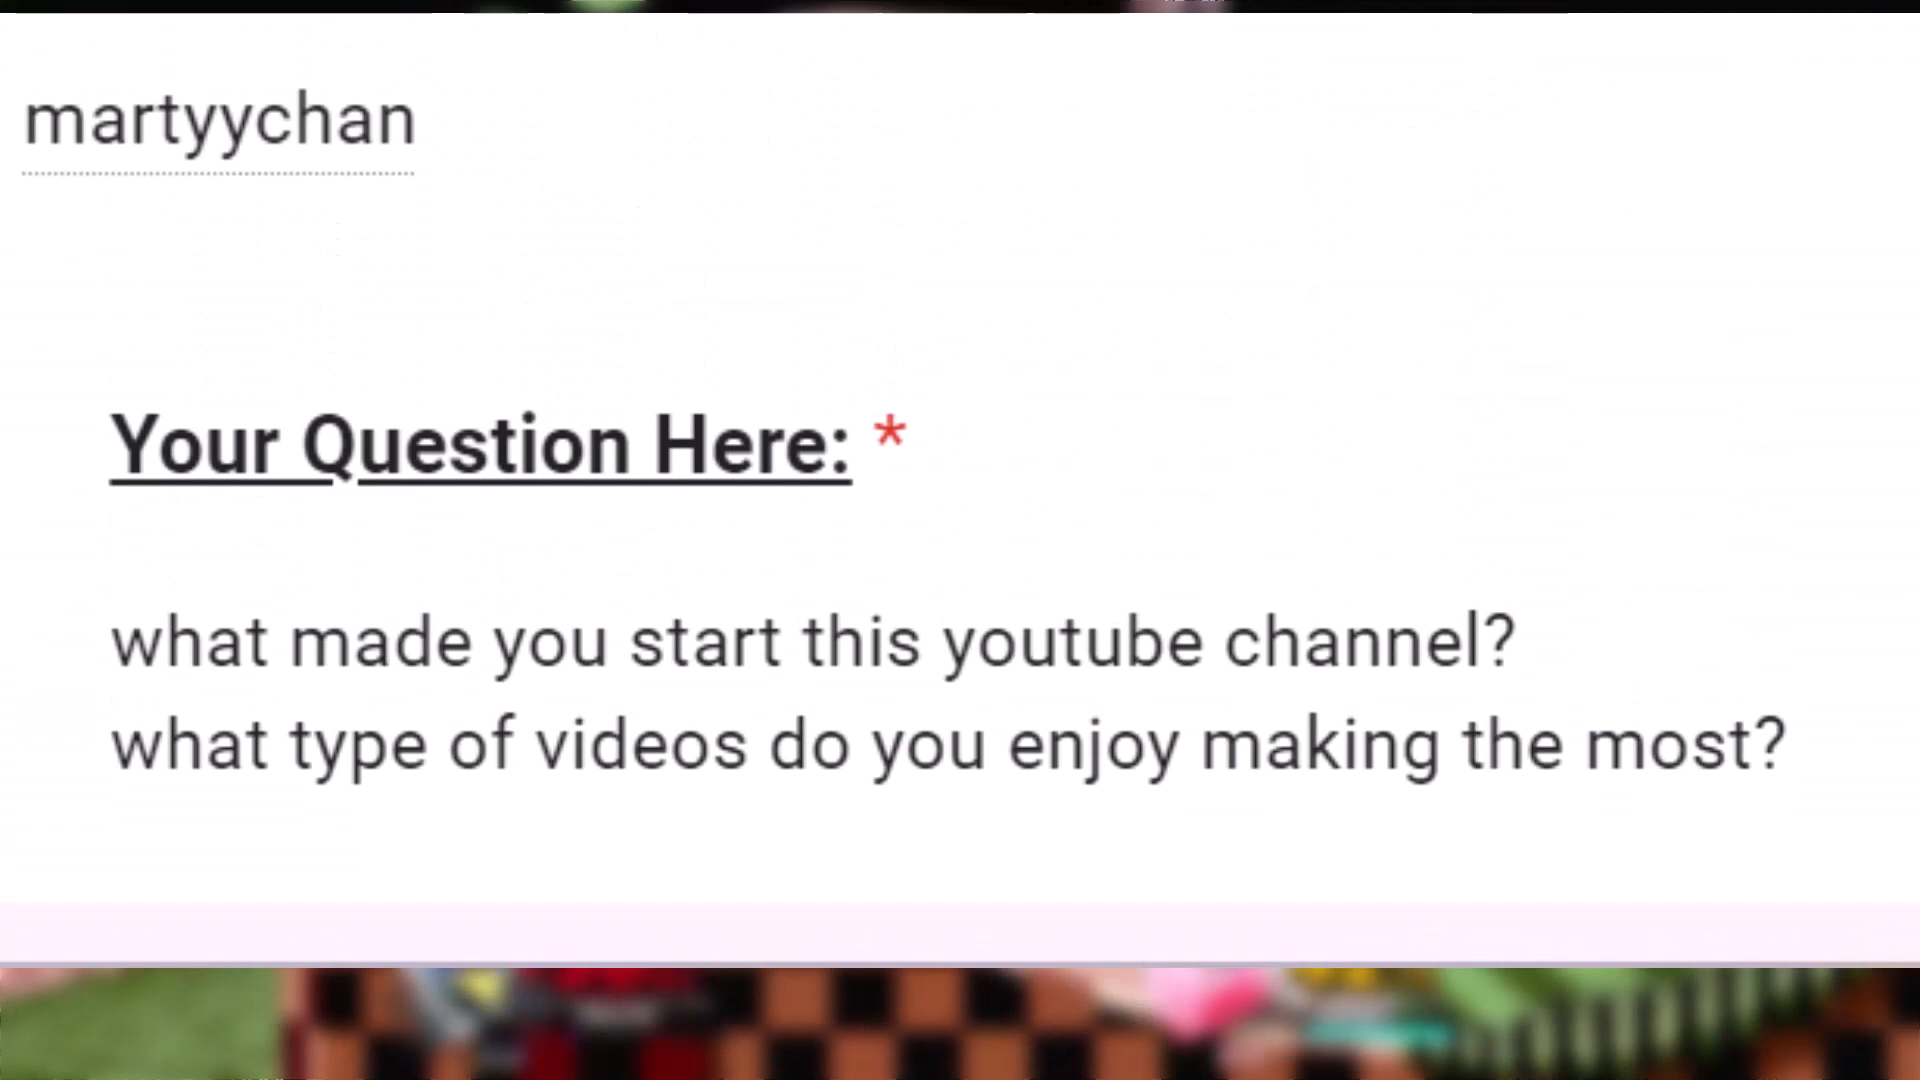 martyychan
Your Question Here: *
what made you start this youtube channel?
what type of videos do you enjoy making the most?